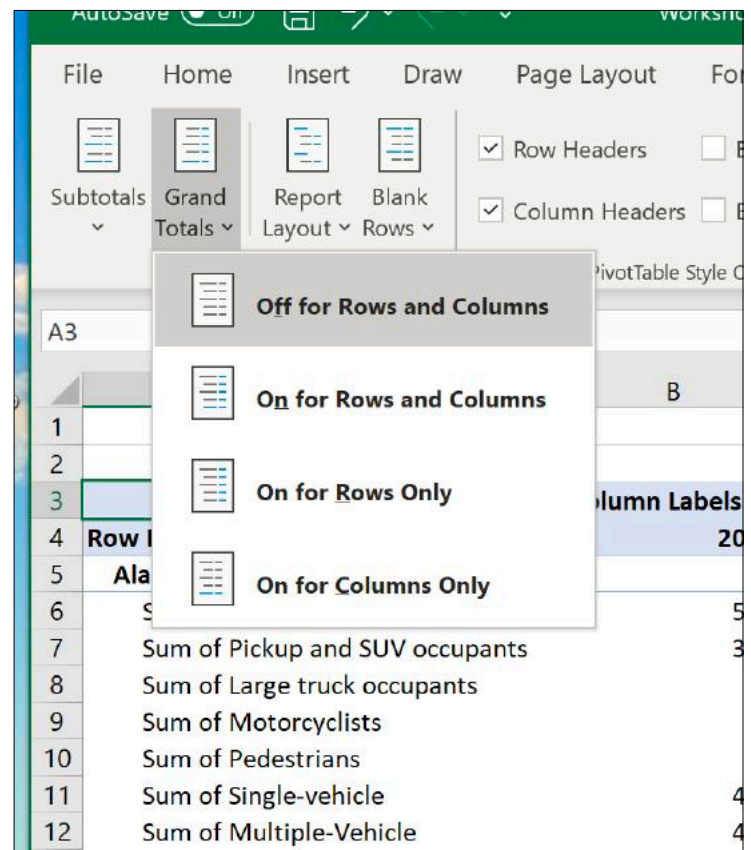 AutoSave Off
File Home Insert Draw Page Layout
Subtotals Grand Totals Report Layout Blank Rows
Row Headers
Column Headers
PivotTable Style
Off for Rows and Columns
On for Rows and Columns
On for Rows Only
On for Columns Only
A3
B
1
2
3 Column Labels
4 Row
5
6
7 Sum of Pickup and SUV occupants
8 Sum of Large truck occupants
9 Sum of Motorcyclists
10 Sum of Pedestrians
11 Sum of Single-vehicle
12 Sum of Multiple-Vehicle